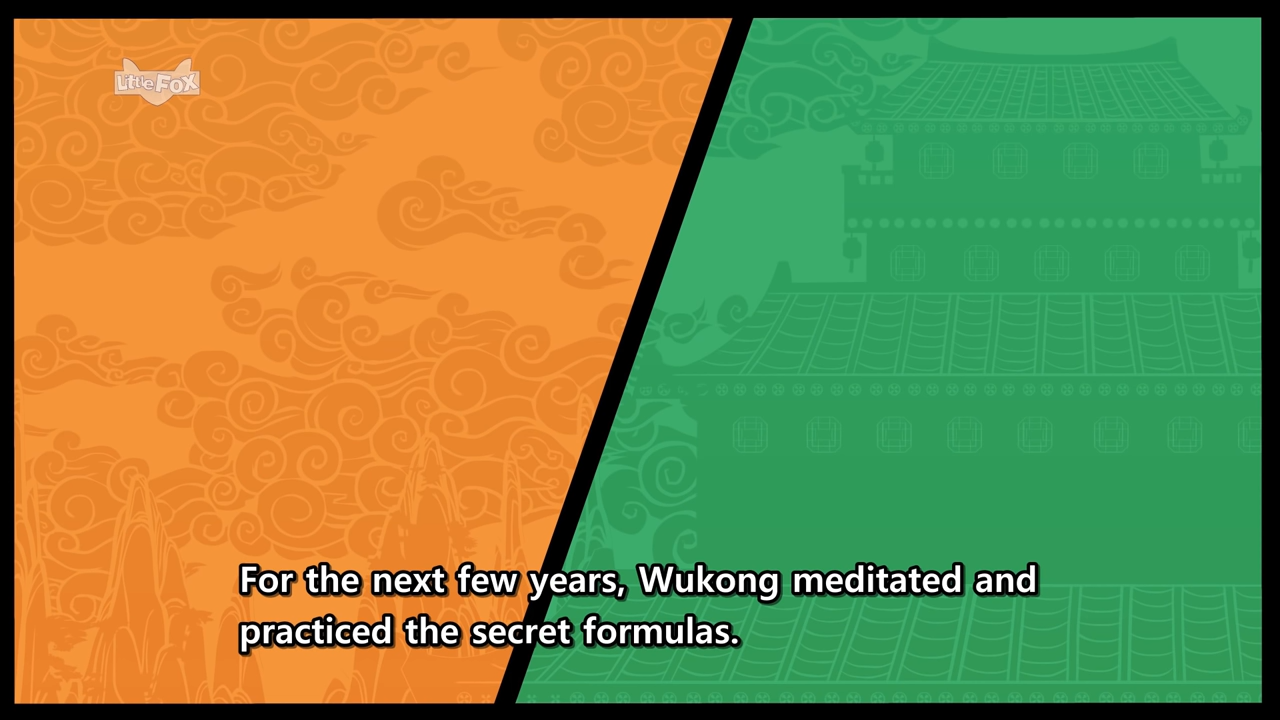 Little Fox
For the next few years, Wukong meditated and
practiced the secret formulas.